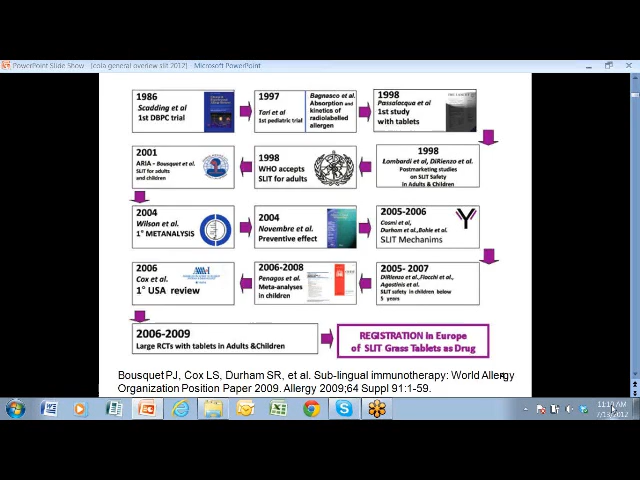 PowerPoint Slide Show - (cola general overiew slit 2012) - Microsoft PowerPoint
1986
Scadding et al
1st DBPC trial
1997
Tari et al
1st pediatric trial
Bagnasco et al.
Absorption and
kinetics of
radiolabelled
allergen
1998
Passalacqua et al
1st study
with tablets
2001
ARIA - Bousquet et al.
SLIT for adults
and children
1998
WHO accepts
SLIT for adults
1998
Lombardi et al, DiRienzo et al.
Postmarketing studies
on SLIT Safety
in Adults & Children
2004
Wilson et al.
1° METANALYSIS
2004
Novembre et al.
Preventive effect
2005-2006
Cosmi et al,
Durham et al., Bohle et al.
SLIT Mechanims
2006
Cox et al.
1° USA review
2006-2008
Penagos et al.
Meta-analyses
in children
2005- 2007
DiRienzo et al., Fiocchi et al.,
Agostinis et al.
SLIT safety in children below
5 years
2006-2009
Large RCTs with tablets in Adults &Children
REGISTRATION in Europe
of SLIT Grass Tablets as Drug
Bousquet PJ, Cox LS, Durham SR, et al. Sub-lingual immunotherapy: World Allergy
Organization Position Paper 2009. Allergy 2009;64 Suppl 91:1-59.
7/13/2012